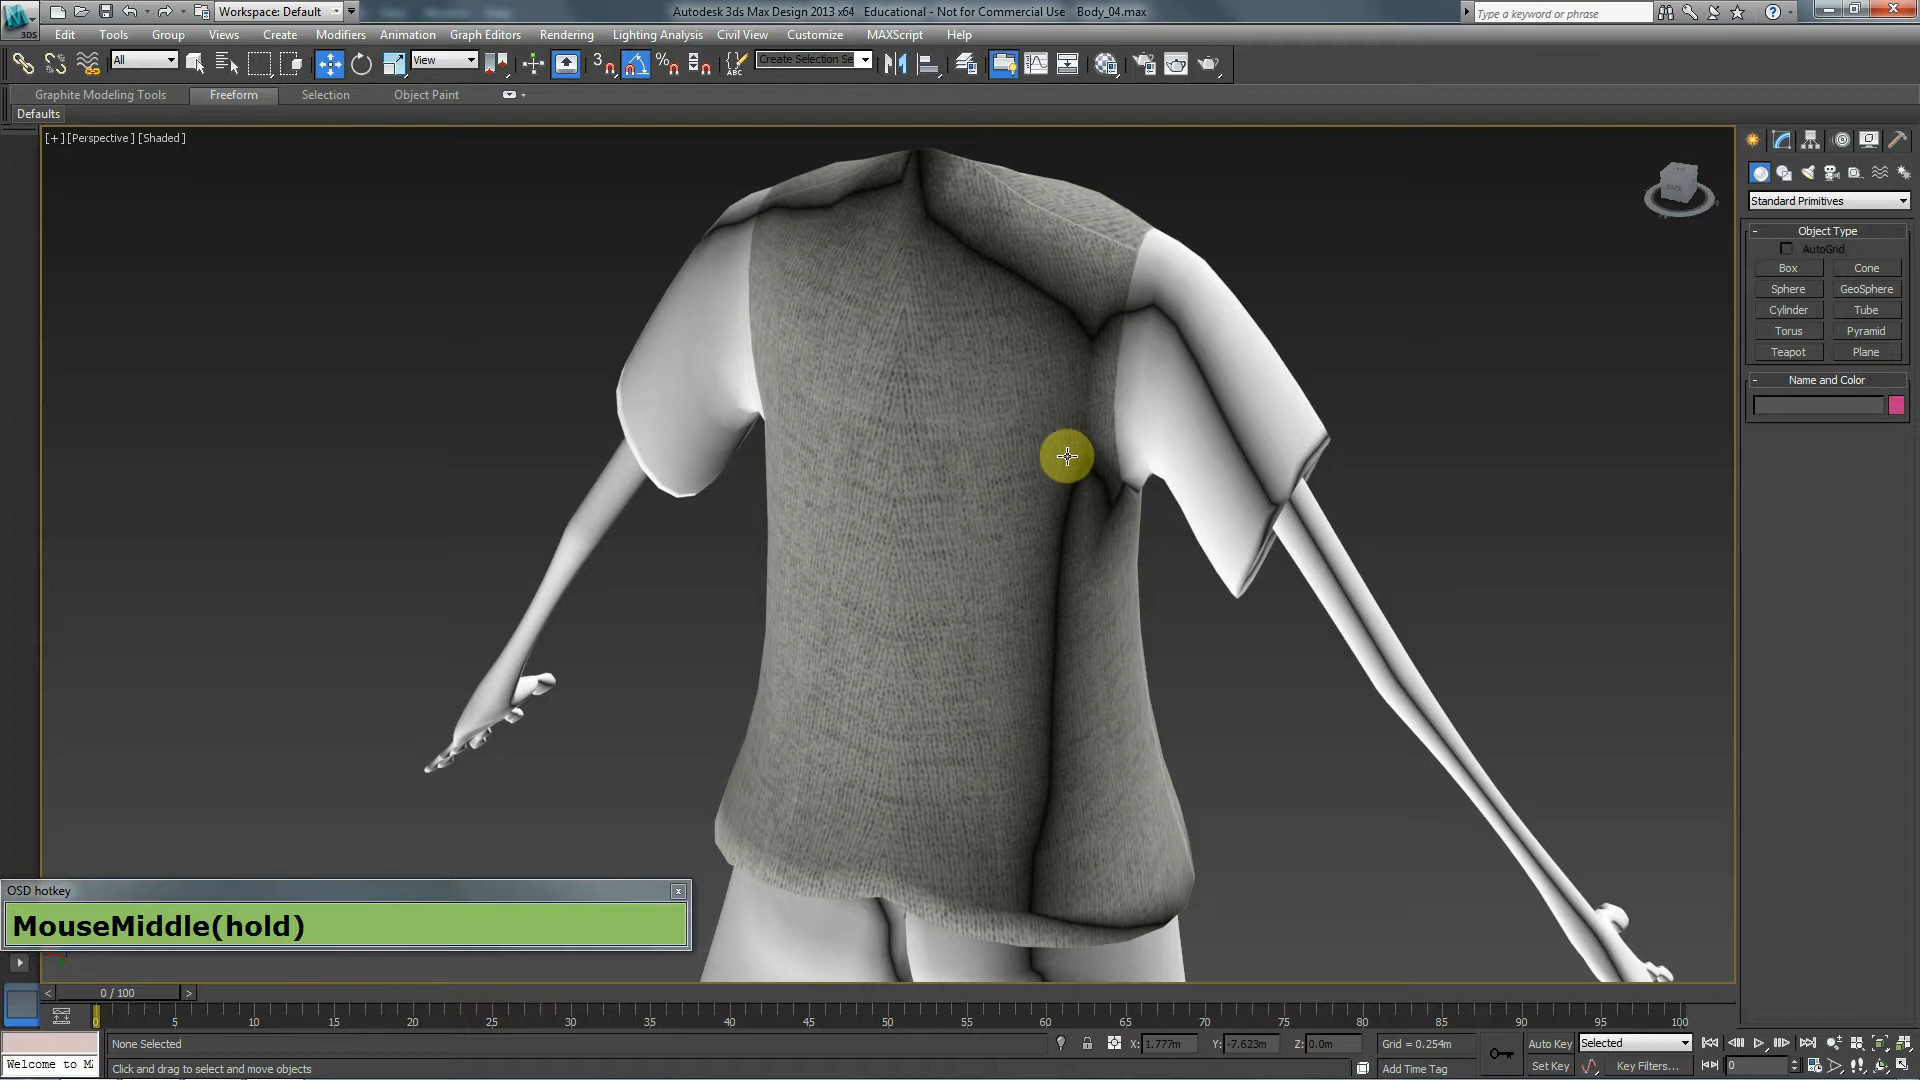 Workspace: Default
Autodesk 3ds Max Design 2013 x64   Educational - Not for Commercial Use   Body_04.max
Type a keyword or phrase
3DS
Edit Tools Group Views Create Modifiers Animation Graph Editors Rendering Lighting Analysis Civil View Customize MAXScript Help
All
View
3
ABC
Create Selection Se
Graphite Modeling Tools Freeform Selection Object Paint
Defaults
[+] [Perspective] [Shaded]
BACK
Standard Primitives
- Object Type
AutoGrid
Box Cone
Sphere GeoSphere
Cylinder Tube
Torus Pyramid
Teapot Plane
- Name and Color
OSD hotkey
x
MouseMiddle(hold)
< 0 / 100 >
0 5 10 15 20 25 30 35 40 45 50 55 60 65 70 75 80 85 90 95 100
None Selected
X: 1.777m Y: -7.623m Z: 0.0m Grid = 0.254m
Auto Key Selected
Welcome to M
Click and drag to select and move objects
Add Time Tag
Set Key Key Filters... 0